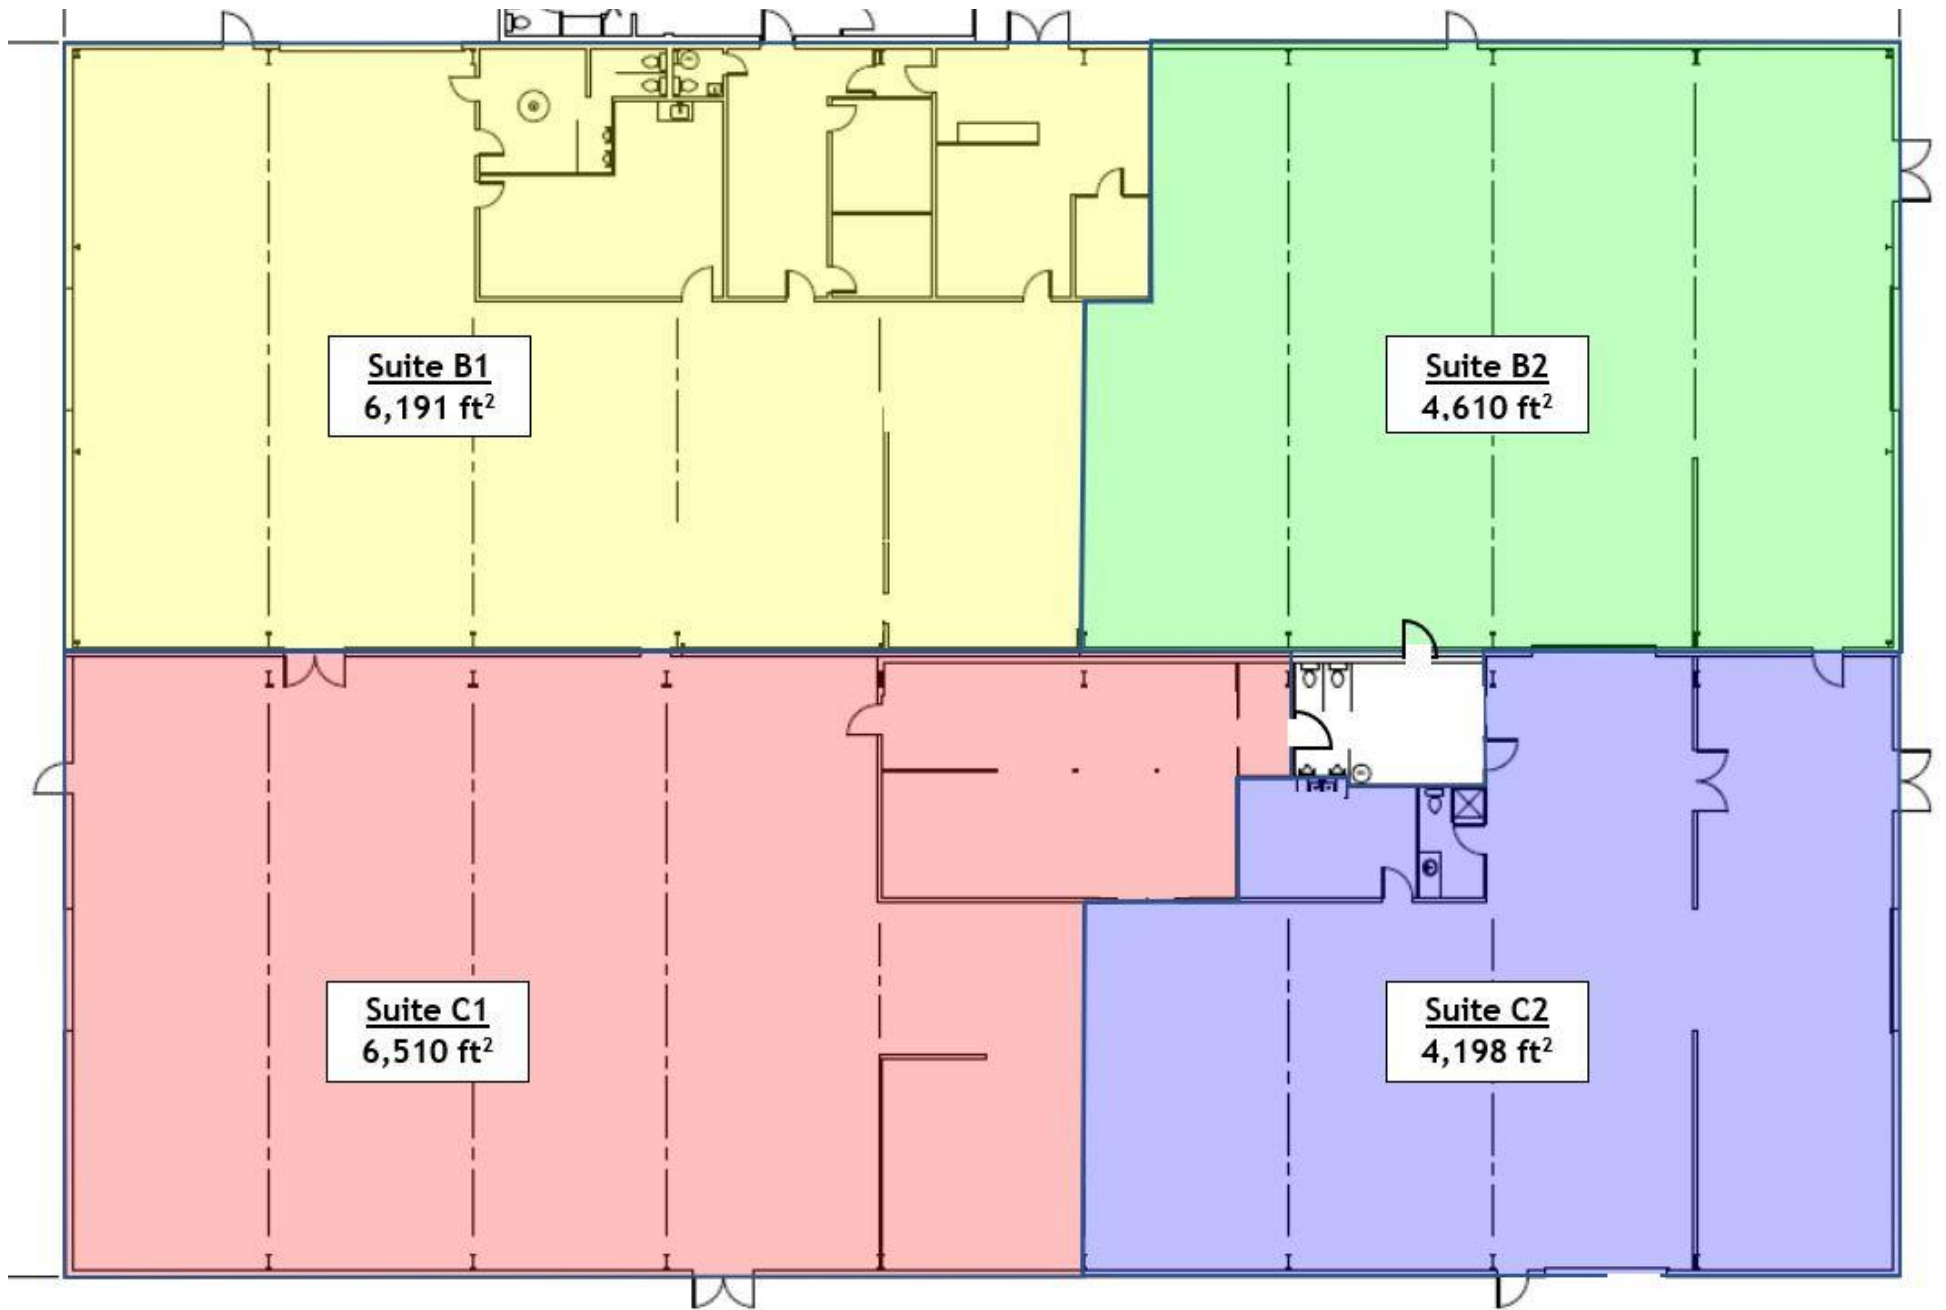 Suite B1
6,191 ft²
Suite B2
4,610 ft²
Suite C1
6,510 ft²
Suite C2
4,198 ft²